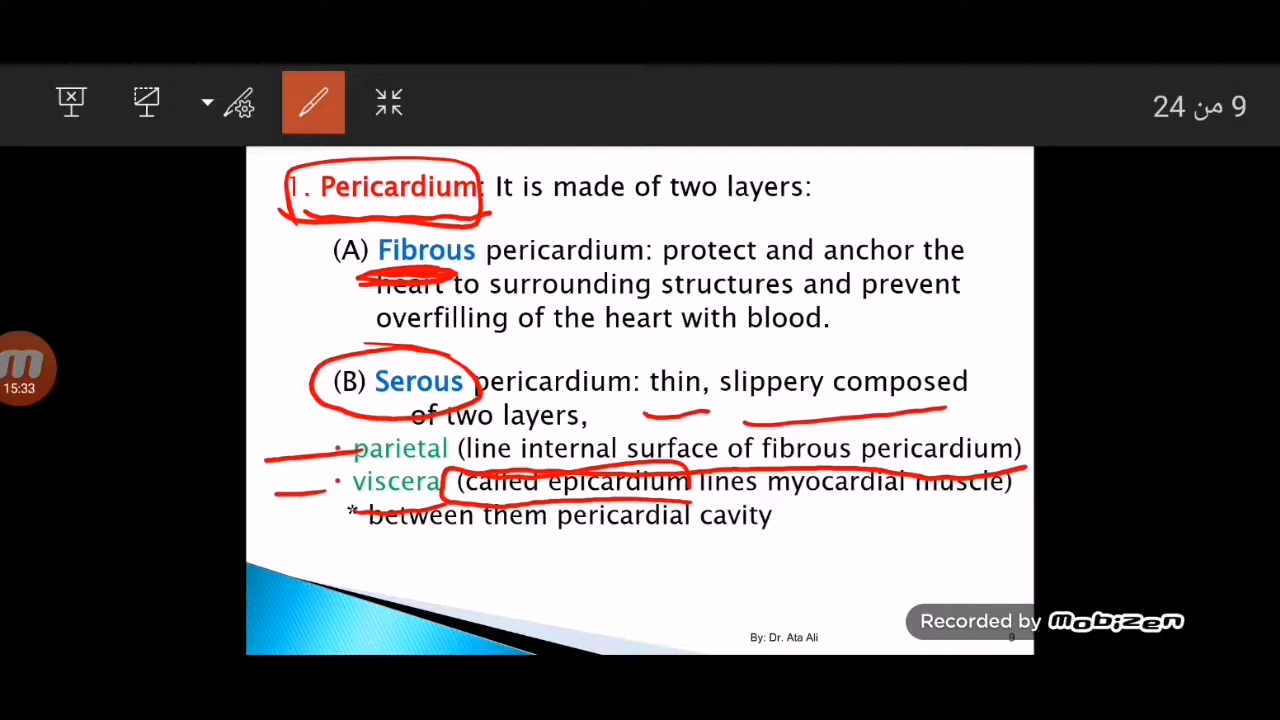 9 من 24
1. Pericardium: It is made of two layers:
(A) Fibrous pericardium: protect and anchor the
heart to surrounding structures and prevent
overfilling of the heart with blood.
(B) Serous pericardium: thin, slippery composed
of two layers,
• parietal (line internal surface of fibrous pericardium)
• viscera (called epicardium lines myocardial muscle)
* between them pericardial cavity
m
15:33
Recorded by mobizen
By: Dr. Ata Ali
9